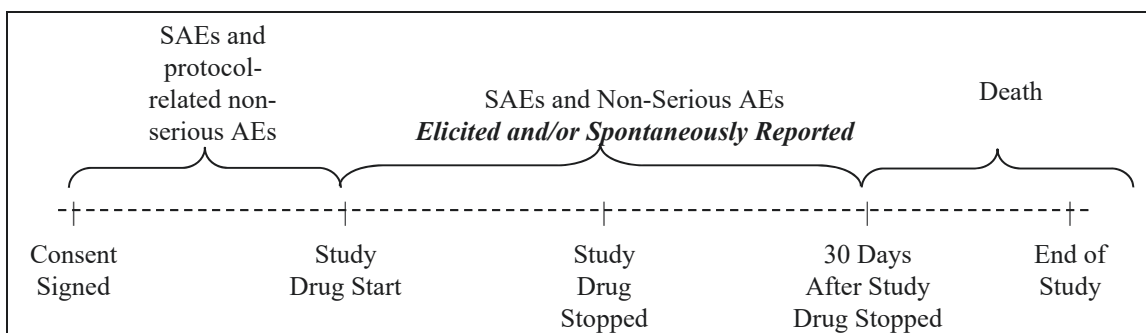 SAEs and
protocol-
related non-
serious AEs
SAEs and Non-Serious AEs
Elicited and/or Spontaneously Reported
Death
Consent
Signed
Study
Drug Start
Study
Drug
Stopped
30 Days
After Study
Drug Stopped
End of
Study